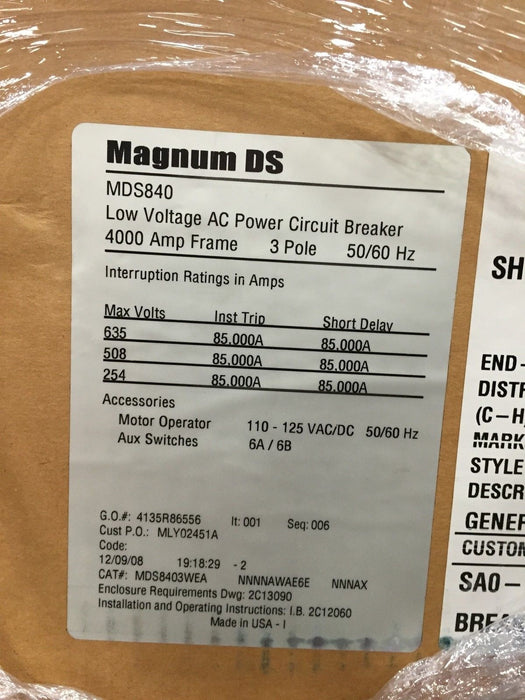 Magnum DS
MDS840
Low Voltage AC Power Circuit Breaker
4000 Amp Frame 3 Pole 50/60 Hz
Interruption Ratings in Amps
Max Volts Inst Trip Short Delay
635 85,000A 85,000A
508 85,000A 85,000A
254 85,000A 85,000A
Accessories
Motor Operator 110 - 125 VAC/DC 50/60 Hz
Aux Switches 6A / 6B
G.O.#: 4135R86556 It: 001 Seq: 006
Cust P.O.: MLY02451A
Code:
12/09/08 19:18:29 - 2
CAT#: MDS8403WEA NNNNAWAE6E NNNAX
Enclosure Requirements Dwg: 2C13090
Installation and Operating Instructions: I.B. 2C12060
Made in USA - I
SH
END-
DISTR
(C-H
MARK
STYLE
DESCR
GENER
CUSTOM
SAO-
BREA